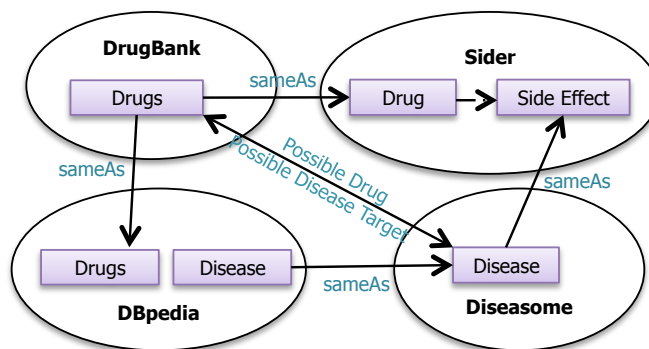 DrugBank
Sider
Drugs
sameAs
Drug
Side Effect
sameAs
Possible Drug
Possible Disease Target
sameAs
Drugs
Disease
sameAs
Disease
DBpedia
Diseasome